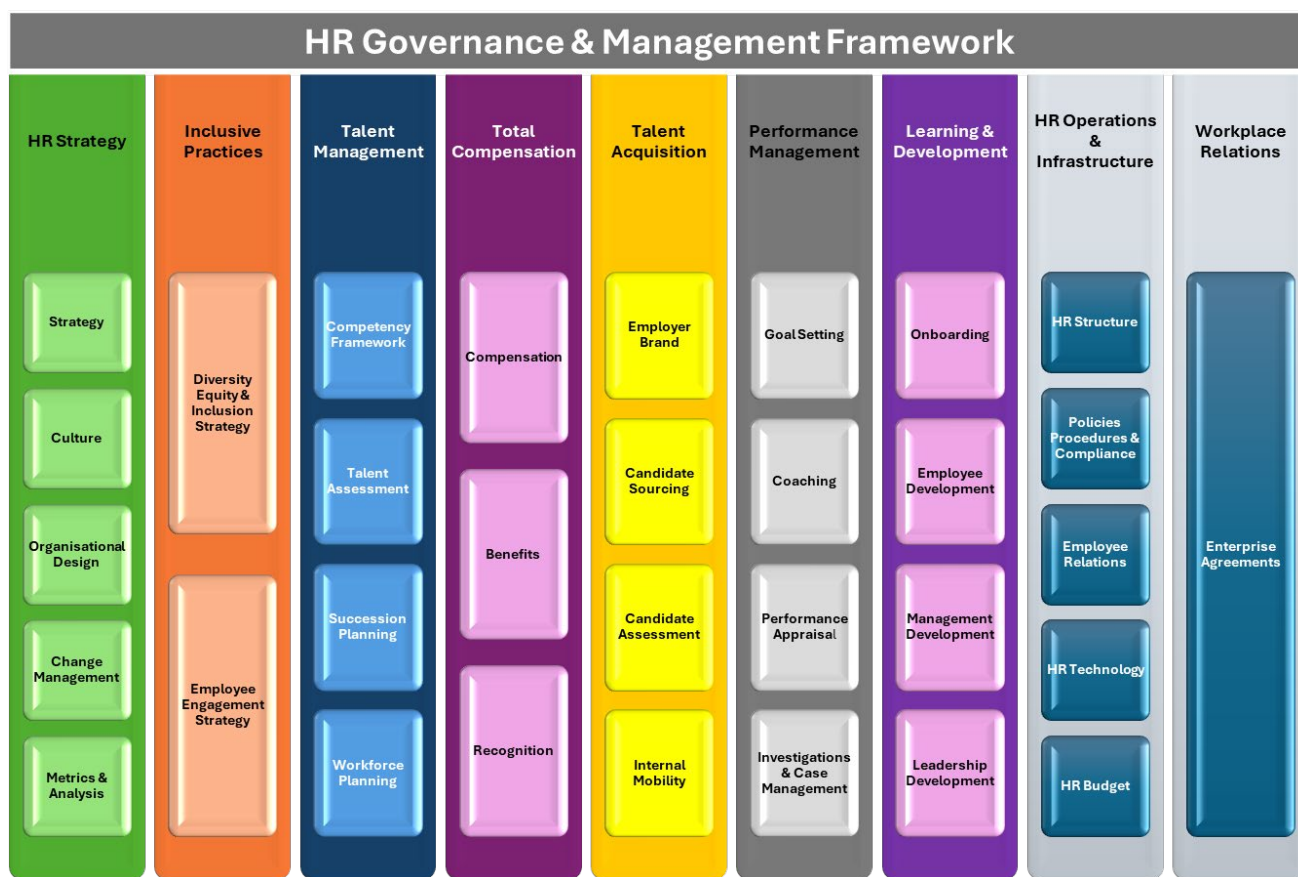 HR Governance & Management Framework
HR Strategy
Strategy
Culture
Organisational
Design
Change
Management
Metrics &
Analysis
Inclusive
Practices
Diversity
Equity &
Inclusion
Strategy
Employee
Engagement
Strategy
Talent
Management
Competency
Framework
Talent
Assessment
Succession
Planning
Workforce
Planning
Total
Compensation
Compensation
Benefits
Recognition
Talent
Acquisition
Employer
Brand
Candidate
Sourcing
Candidate
Assessment
Internal
Mobility
Performance
Management
Goal Setting
Coaching
Performance
Appraisal
Investigations
& Case
Management
Learning &
Development
Onboarding
Employee
Development
Management
Development
Leadership
Development
HR Operations
&
Infrastructure
HR Structure
Policies
Procedures &
Compliance
Employee
Relations
HR Technology
HR Budget
Workplace
Relations
Enterprise
Agreements